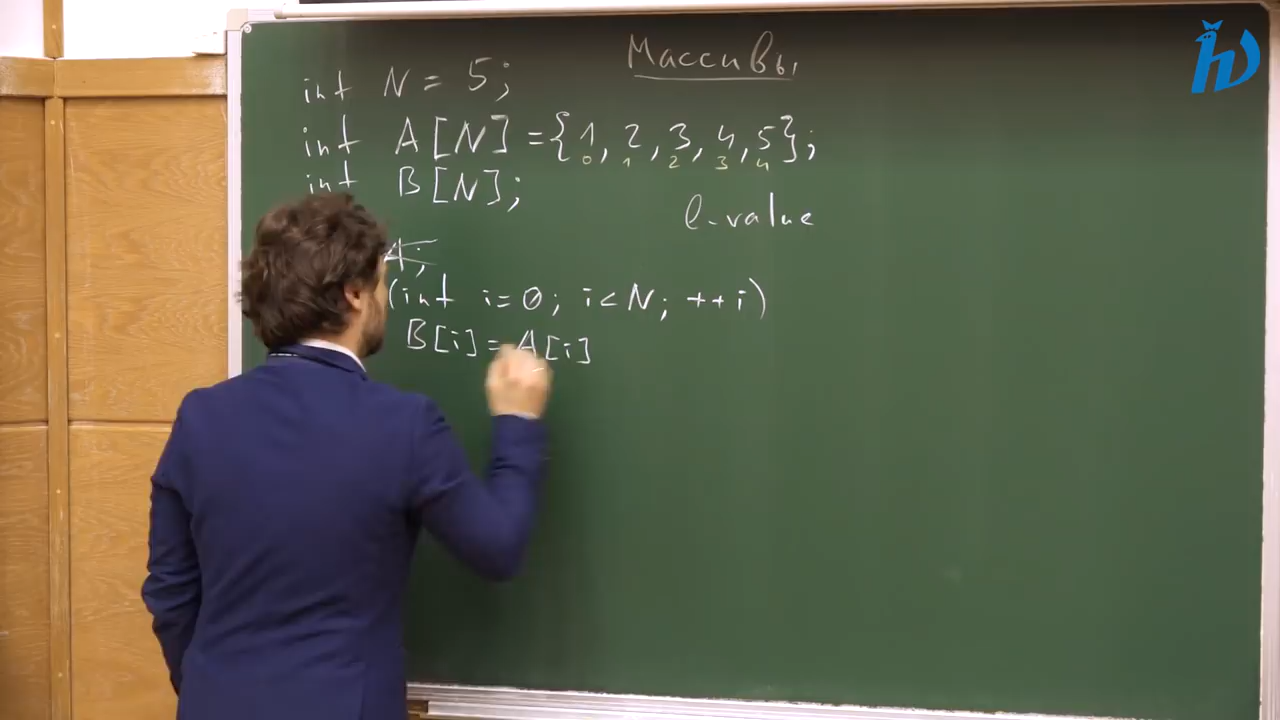 Массивы
int N = 5;
int A[N] = {1, 2, 3, 4, 5};
0 1 2 3 4
int B[N];
l-value
A;
(int i=0; i<N; ++i)
B[i]=A[i]